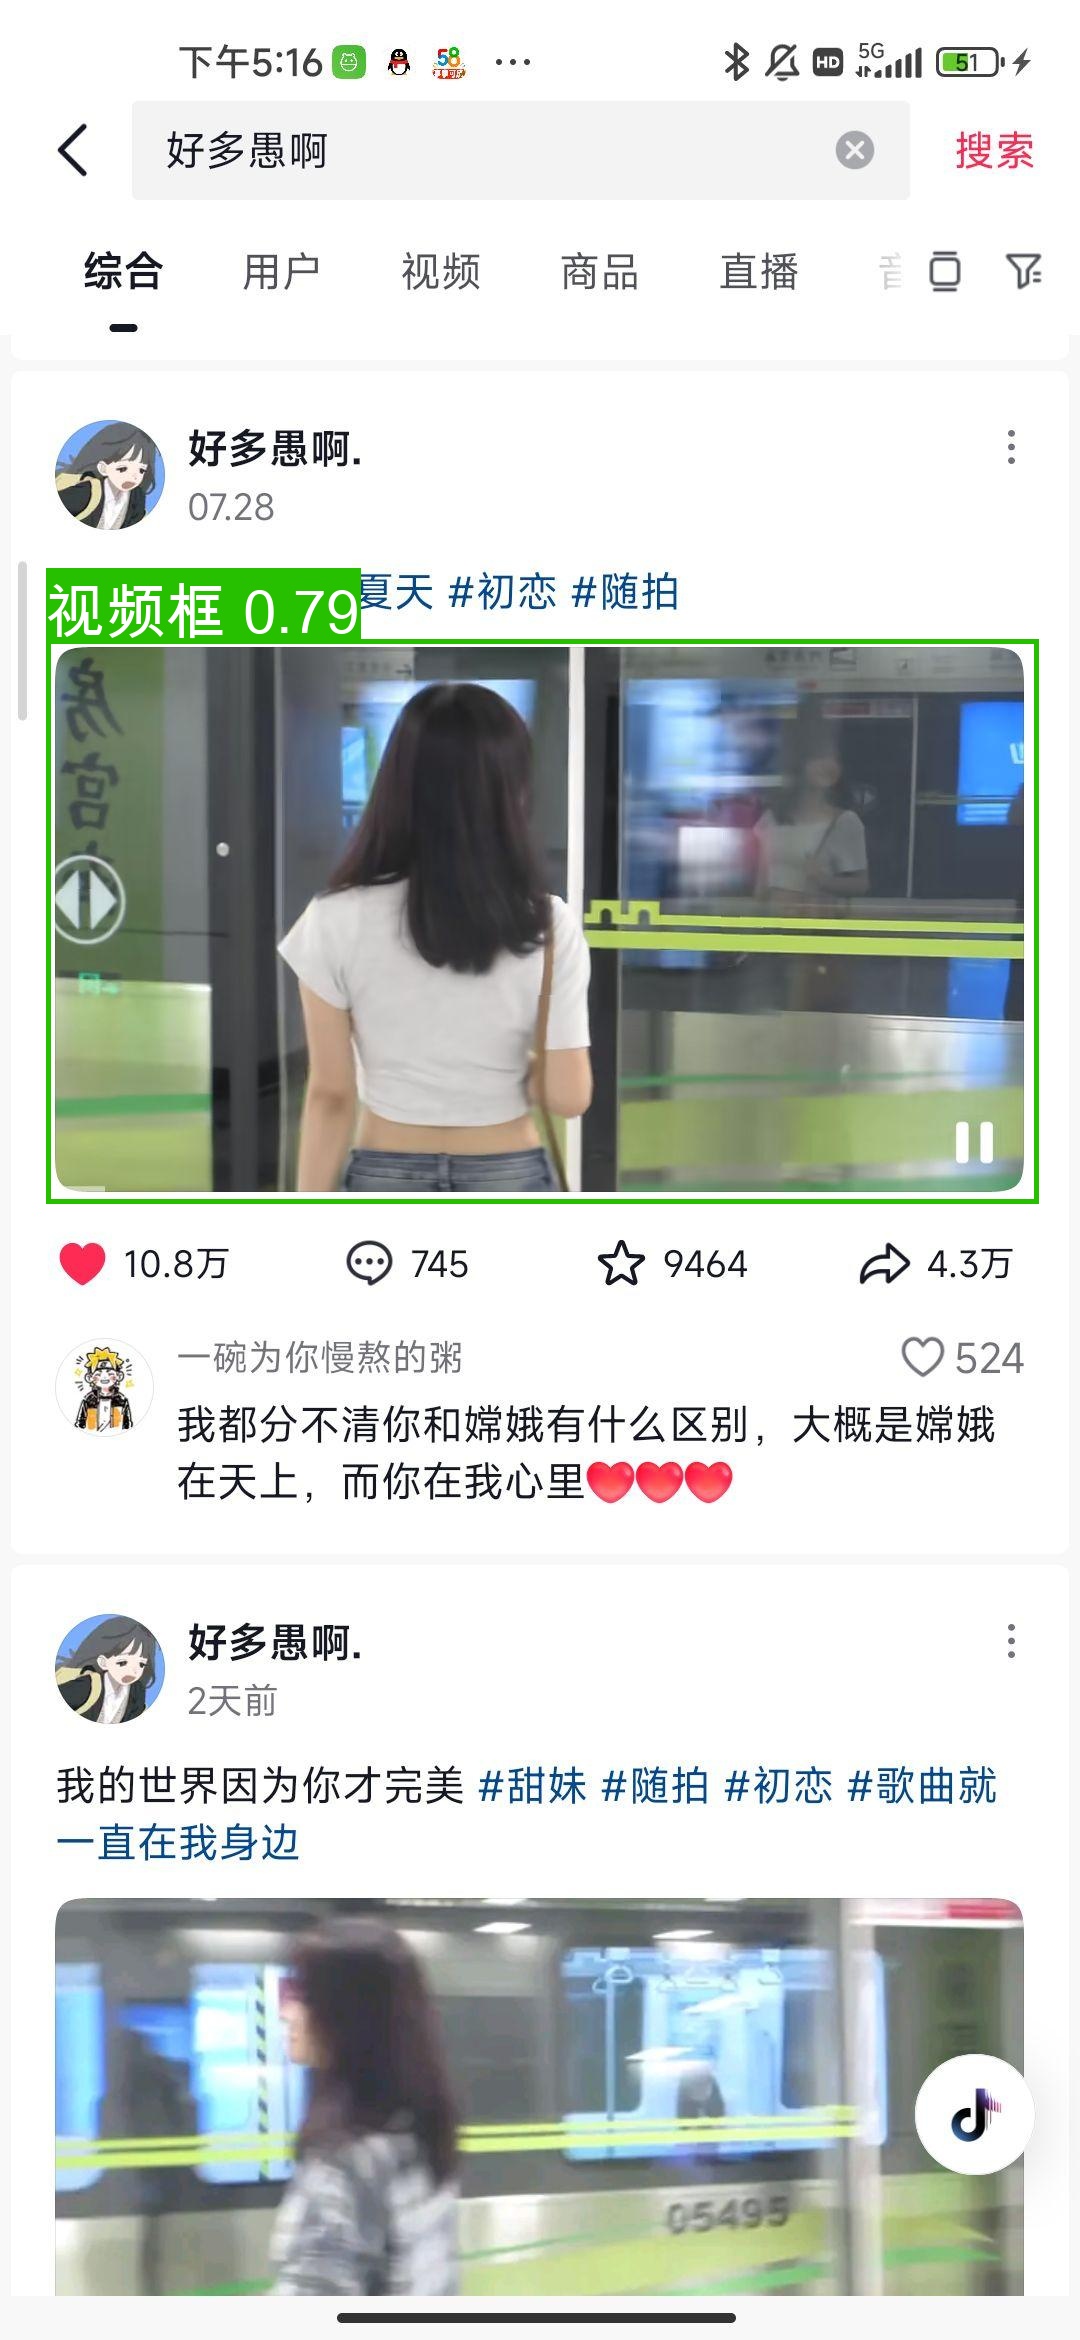 下午5:16 58 ... HD 5G 51
好多愚啊 搜索
综合 用户 视频 商品 直播
好多愚啊.
07.28
视频框 0.79夏天 #初恋 #随拍
10.8万 745 9464 4.3万
一碗为你慢熬的粥 524
我都分不清你和嫦娥有什么区别，大概是嫦娥
在天上，而你在我心里
好多愚啊.
2天前
我的世界因为你才完美 #甜妹 #随拍 #初恋 #歌曲就
一直在我身边
05495